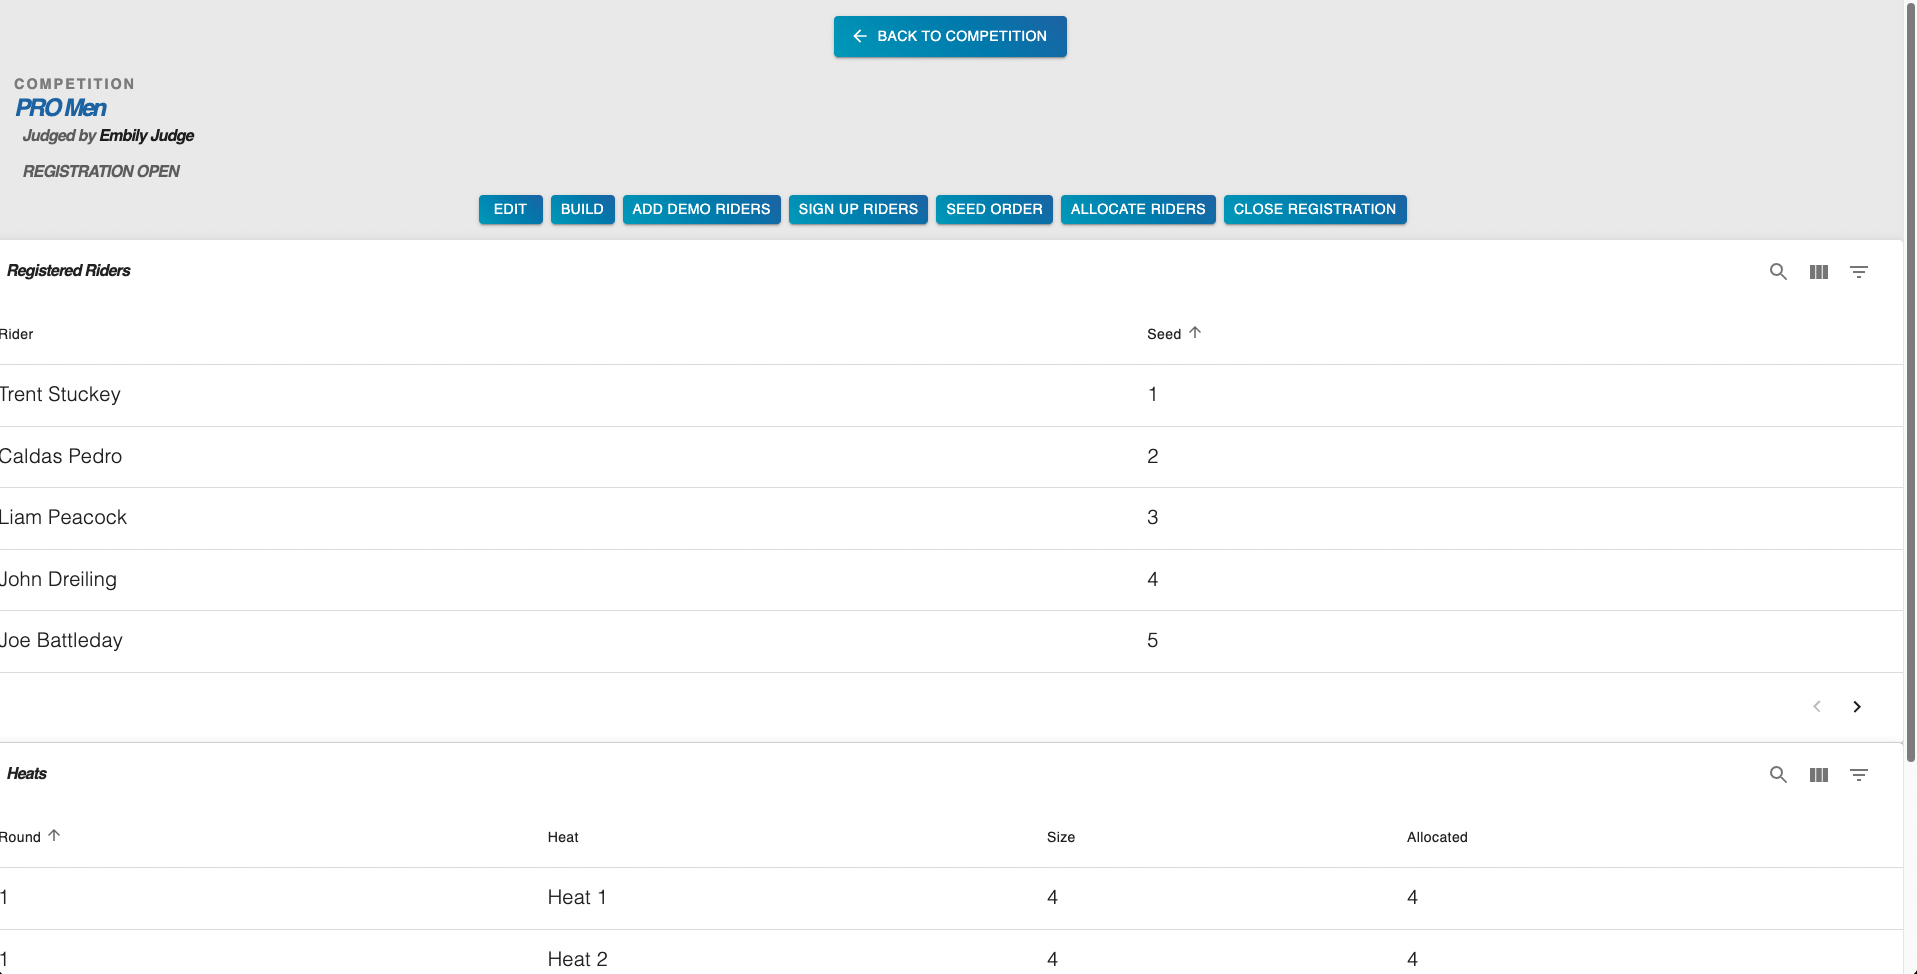 BACK TO COMPETITION
COMPETITION
PRO Men
Judged by Embily Judge
REGISTRATION OPEN
EDIT BUILD ADD DEMO RIDERS SIGN UP RIDERS SEED ORDER ALLOCATE RIDERS CLOSE REGISTRATION
Registered Riders
Rider Seed
Trent Stuckey 1
Caldas Pedro 2
Liam Peacock 3
John Dreiling 4
Joe Battleday 5
Heats
Round Heat Size Allocated
1 Heat 1 4 4
1 Heat 2 4 4